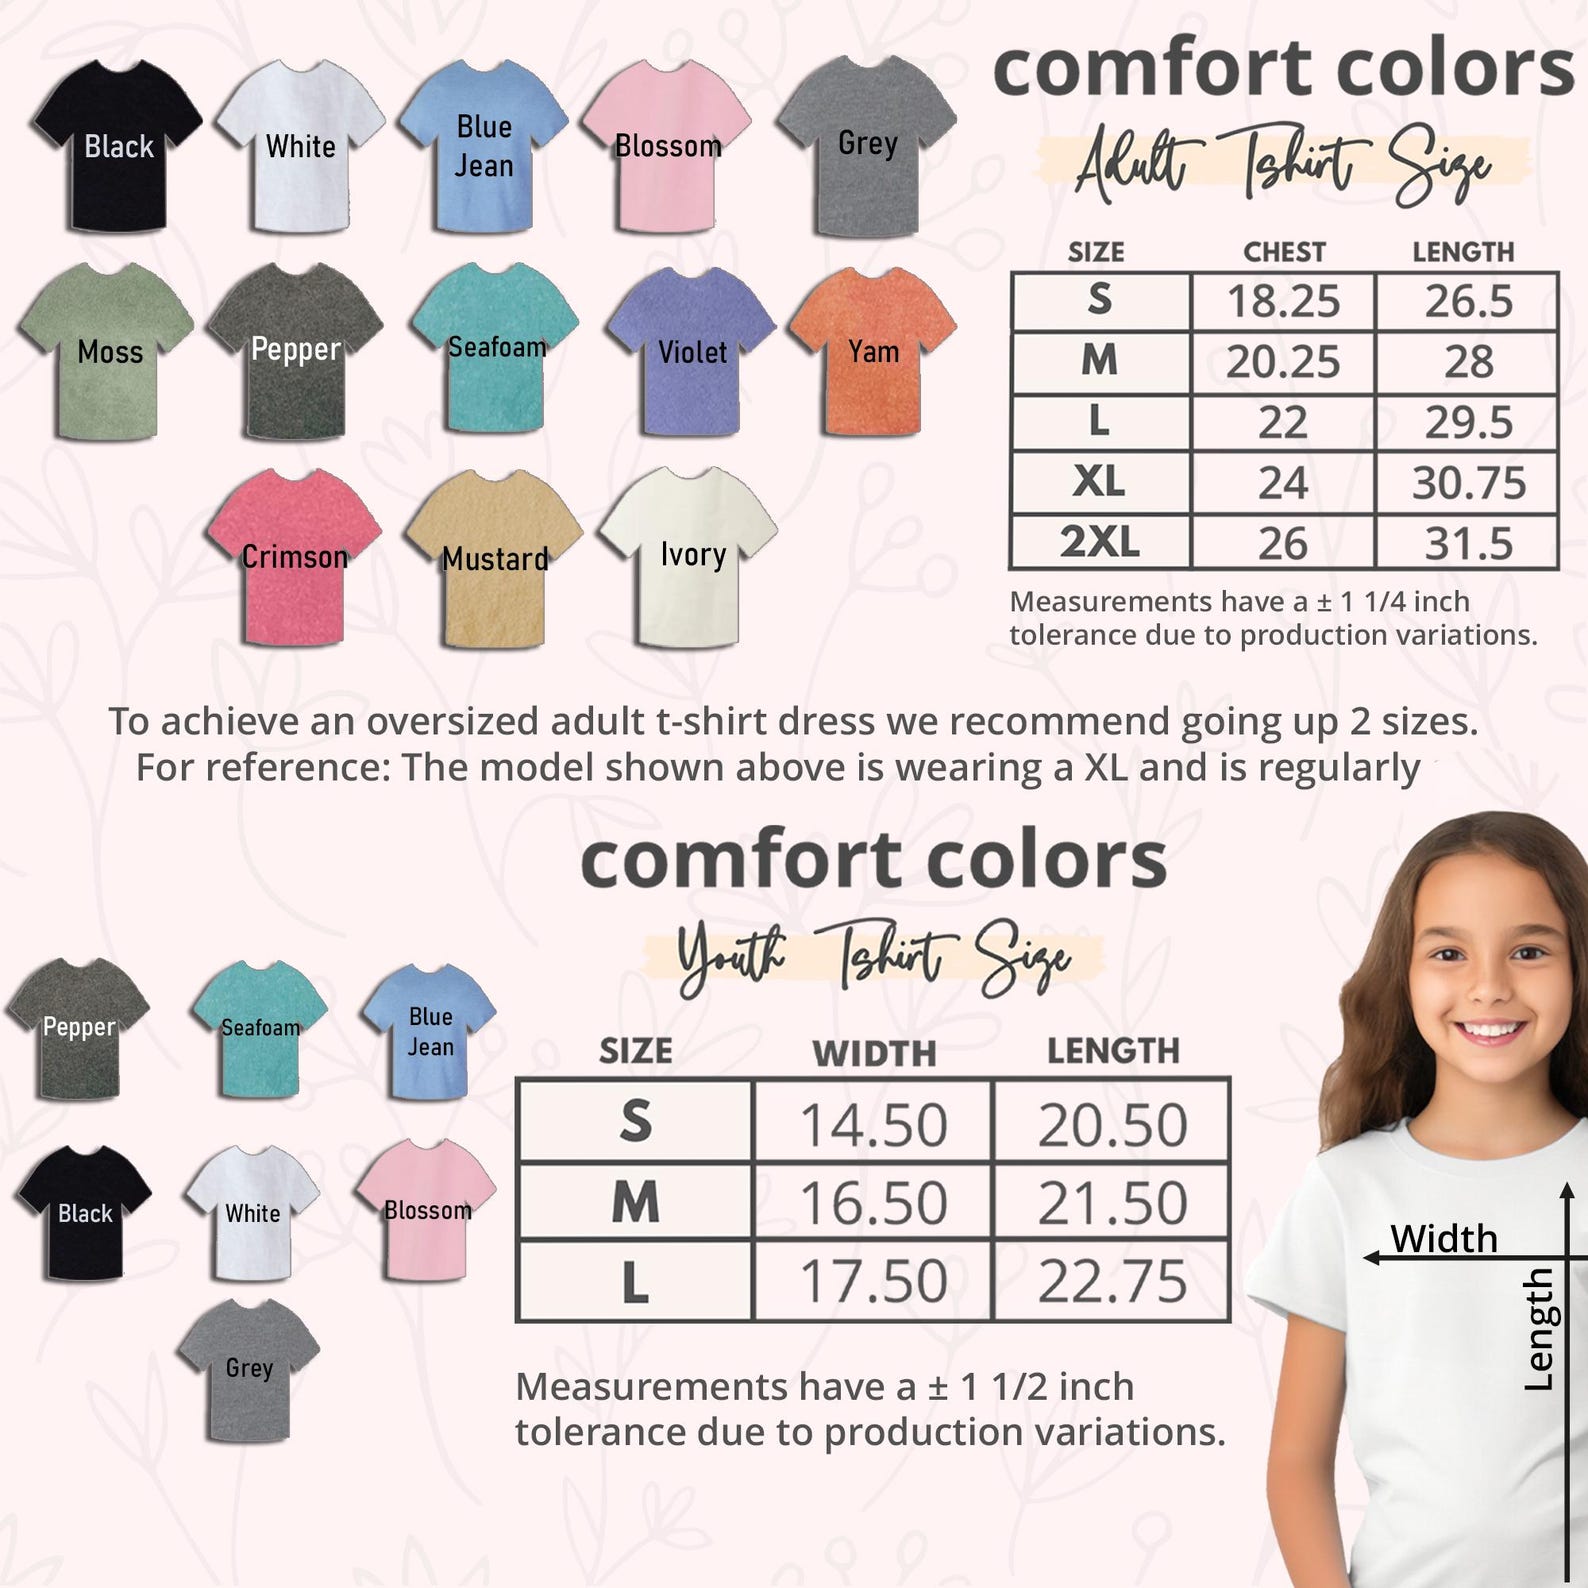 Black
White
Blue
Jean
Blossom
Grey
Moss
Pepper
Seafoam
Violet
Yam
Crimson
Mustard
Ivory
comfort colors
Adult Tshirt Size
SIZE CHEST LENGTH
S 18.25 26.5
M 20.25 28
L 22 29.5
XL 24 30.75
2XL 26 31.5
Measurements have a ± 1 1/4 inch
tolerance due to production variations.
To achieve an oversized adult t-shirt dress we recommend going up 2 sizes.
For reference: The model shown above is wearing a XL and is regularly
comfort colors
Youth Tshirt Size
Pepper
Seafoam
Blue
Jean
Black
White
Blossom
Grey
SIZE WIDTH LENGTH
S 14.50 20.50
M 16.50 21.50
L 17.50 22.75
Measurements have a ± 1 1/2 inch
tolerance due to production variations.
Width
Length